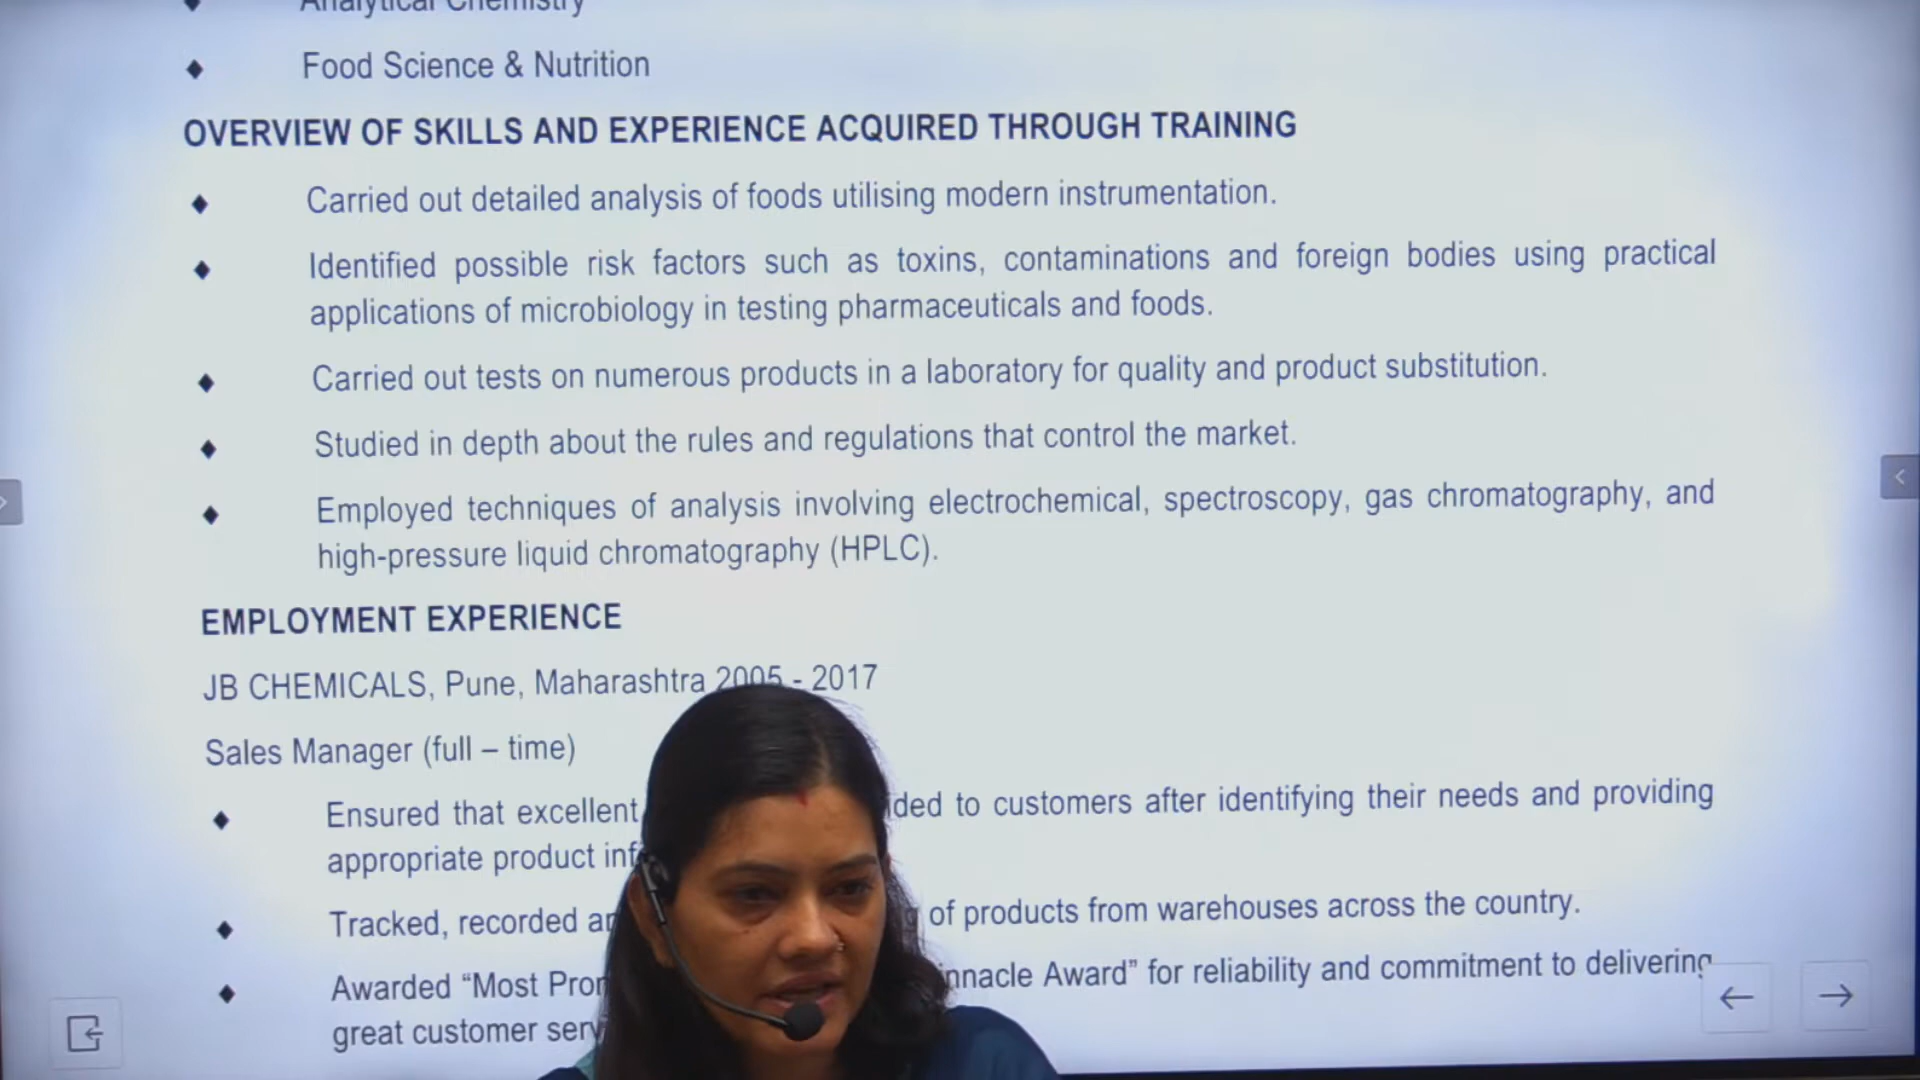 Analytical Chemistry
◆ Food Science & Nutrition
OVERVIEW OF SKILLS AND EXPERIENCE ACQUIRED THROUGH TRAINING
◆ Carried out detailed analysis of foods utilising modern instrumentation.
◆ Identified possible risk factors such as toxins, contaminations and foreign bodies using practical
applications of microbiology in testing pharmaceuticals and foods.
◆ Carried out tests on numerous products in a laboratory for quality and product substitution.
◆ Studied in depth about the rules and regulations that control the market.
◆ Employed techniques of analysis involving electrochemical, spectroscopy, gas chromatography, and
high-pressure liquid chromatography (HPLC).
EMPLOYMENT EXPERIENCE
JB CHEMICALS, Pune, Maharashtra 2005 - 2017
Sales Manager (full – time)
◆ Ensured that excellent to customers after identifying their needs and providing
appropriate product
◆ Tracked, recorded of products from warehouses across the country.
◆ Awarded “Most Award” for reliability and commitment to delivering
great customer